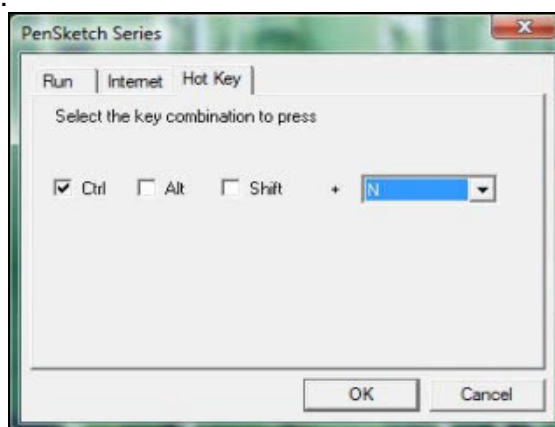 .
PenSketch Series
Run Internet Hot Key
Select the key combination to press
Ctrl Alt Shift + N
OK Cancel